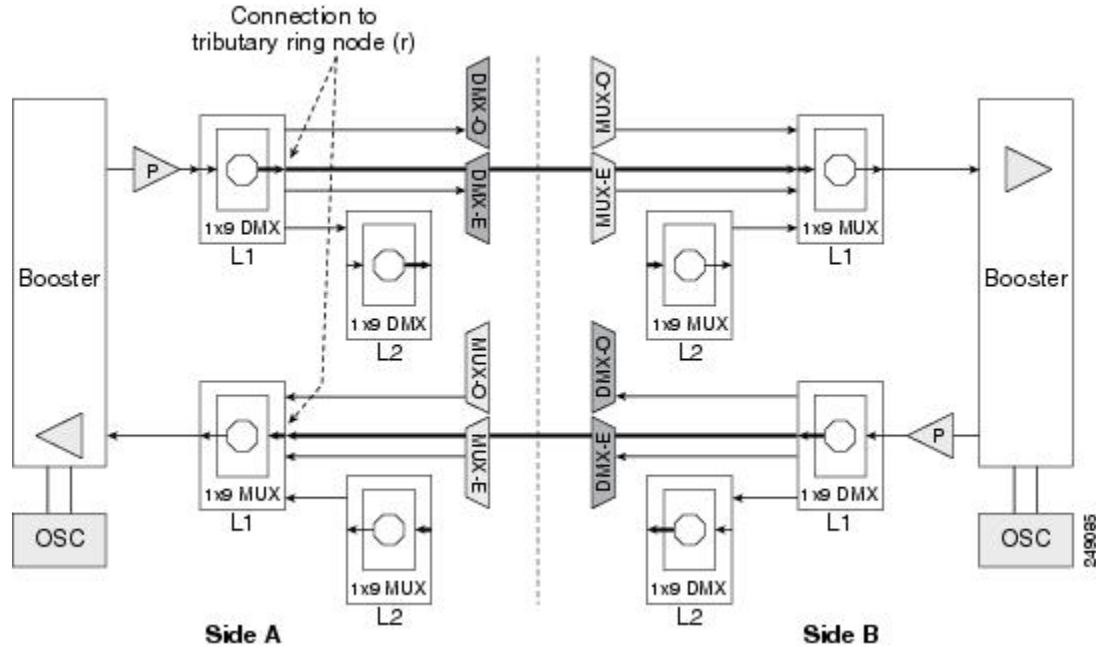 Connection to
tributary ring node (r)
DMX-O
MUX-O
P
DMX-E
MUX-E
1x9 DMX
L1
1x9 MUX
L1
Booster
Booster
1x9 DMX
L2
1x9 MUX
L2
MUX-O
DMX-O
P
MUX-E
DMX-E
1x9 MUX
L1
1x9 DMX
L1
OSC
OSC
1x9 MUX
L2
1x9 DMX
L2
249085
Side A
Side B